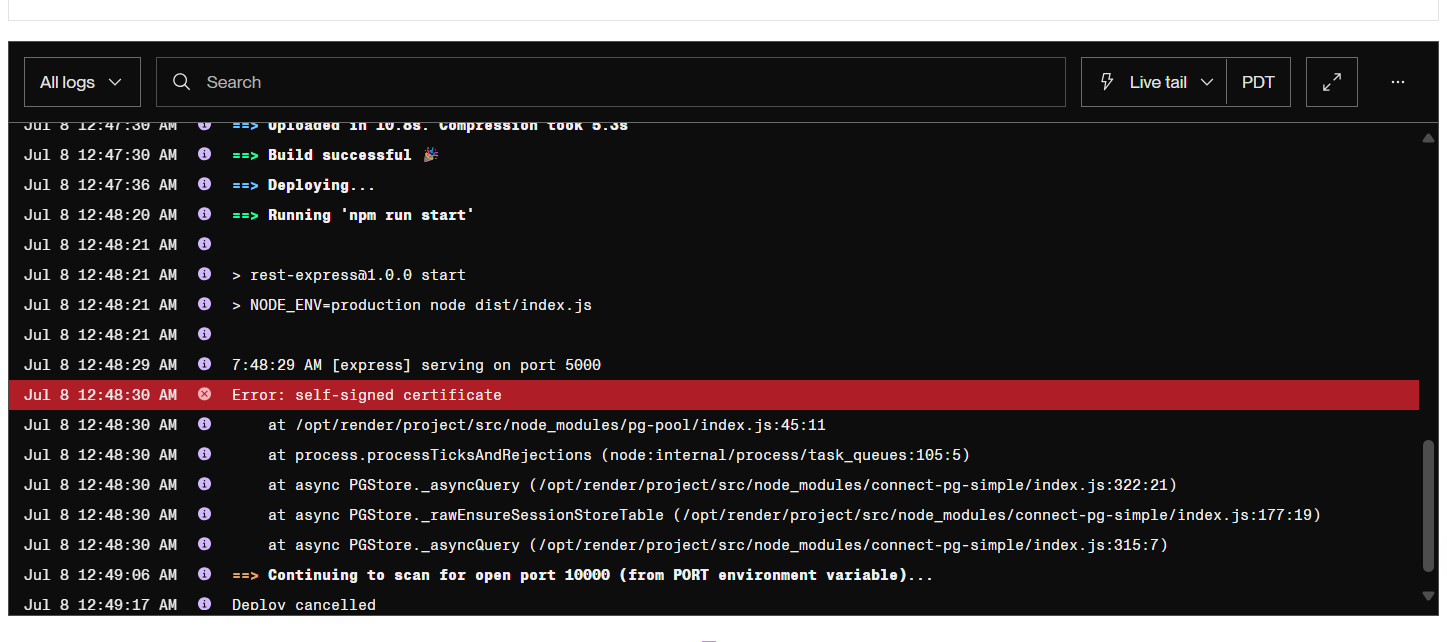 All logs Search Live tail PDT ...
Jul 8 12:47:30 AM ==> Uploaded in 10.8s. Compression took 5.3s
Jul 8 12:47:30 AM ==> Build successful 🎉
Jul 8 12:47:36 AM ==> Deploying...
Jul 8 12:48:20 AM ==> Running 'npm run start'
Jul 8 12:48:21 AM
Jul 8 12:48:21 AM > rest-express@1.0.0 start
Jul 8 12:48:21 AM > NODE_ENV=production node dist/index.js
Jul 8 12:48:21 AM
Jul 8 12:48:29 AM 7:48:29 AM [express] serving on port 5000
Jul 8 12:48:30 AM Error: self-signed certificate
Jul 8 12:48:30 AM at /opt/render/project/src/node_modules/pg-pool/index.js:45:11
Jul 8 12:48:30 AM at process.processTicksAndRejections (node:internal/process/task_queues:105:5)
Jul 8 12:48:30 AM at async PGStore._asyncQuery (/opt/render/project/src/node_modules/connect-pg-simple/index.js:322:21)
Jul 8 12:48:30 AM at async PGStore._rawEnsureSessionStoreTable (/opt/render/project/src/node_modules/connect-pg-simple/index.js:177:19)
Jul 8 12:48:30 AM at async PGStore._asyncQuery (/opt/render/project/src/node_modules/connect-pg-simple/index.js:315:7)
Jul 8 12:49:06 AM ==> Continuing to scan for open port 10000 (from PORT environment variable)...
Jul 8 12:49:17 AM Deploy cancelled